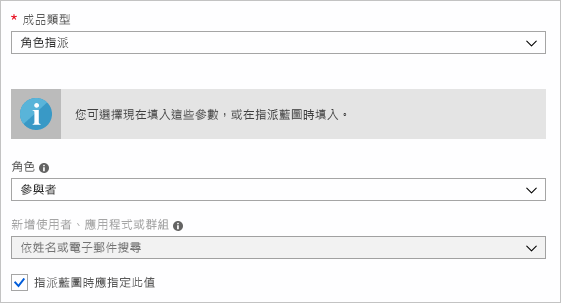 * 成品類型
角色指派
您可選擇現在填入這些參數，或在指派藍圖時填入。
角色
參與者
新增使用者、應用程式或群組
依姓名或電子郵件搜尋
指派藍圖時應指定此值